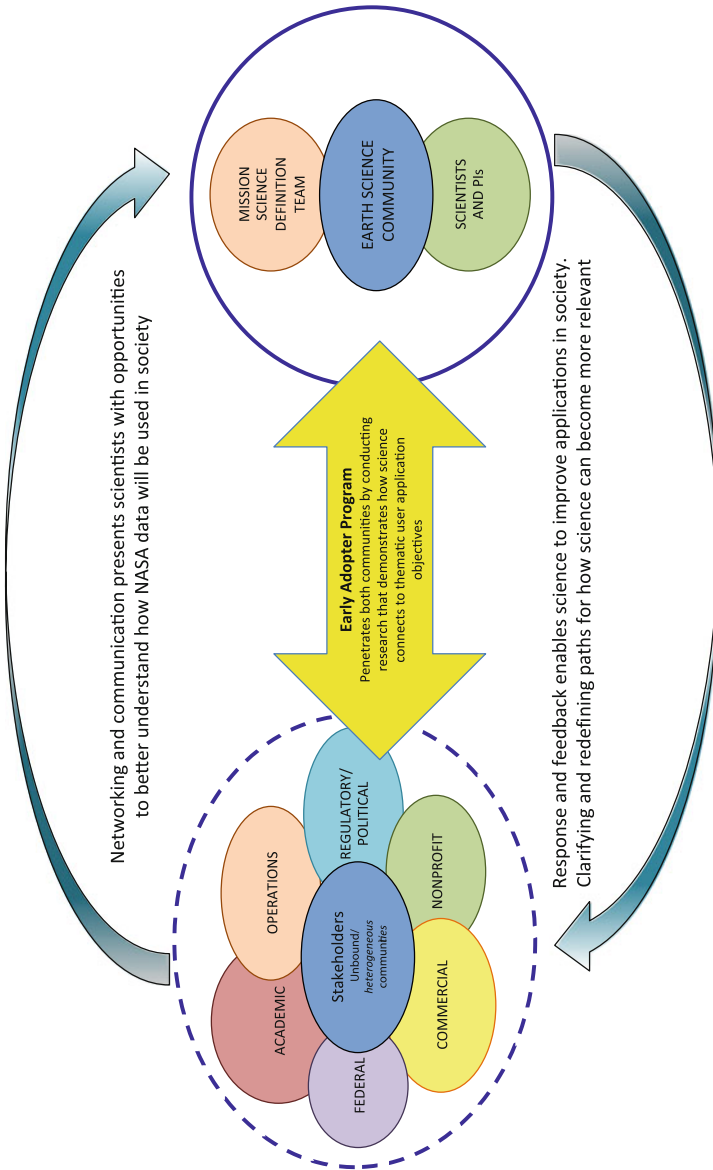 Networking and communication presents scientists with opportunities
to better understand how NASA data will be used in society
ACADEMIC
OPERATIONS
FEDERAL
Stakeholders
Unbound/
heterogeneous
communities
REGULATORY/
POLITICAL
COMMERCIAL
NONPROFIT
Early Adopter Program
Penetrates both communities by conducting
research that demonstrates how science
connects to thematic user application
objectives
MISSION
SCIENCE
DEFINITION
TEAM
EARTH SCIENCE
COMMUNITY
SCIENTISTS
AND PIs
Response and feedback enables science to improve applications in society.
Clarifying and redefining paths for how science can become more relevant